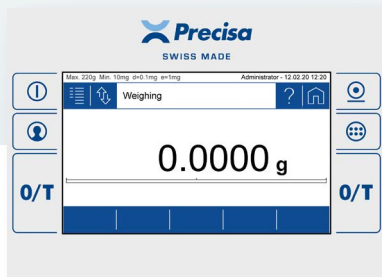 Precisa
SWISS MADE
Max. 220g Min. 10mg d=0.1mg e=1mg Administrator - 12.02.20 12:20
Weighing ?
0.0000 g
0/T 0/T